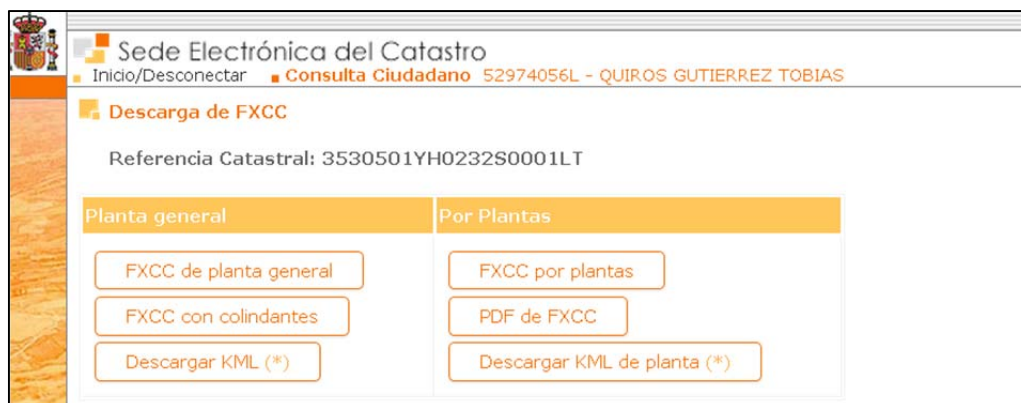 Sede Electrónica del Catastro
Inicio/Desconectar Consulta Ciudadano 52974056L - QUIROS GUTIERREZ TOBIAS
Descarga de FXCC
Referencia Catastral: 3530501YH0232S0001LT
Planta general Por Plantas
FXCC de planta general FXCC por plantas
FXCC con colindantes PDF de FXCC
Descargar KML (*) Descargar KML de planta (*)